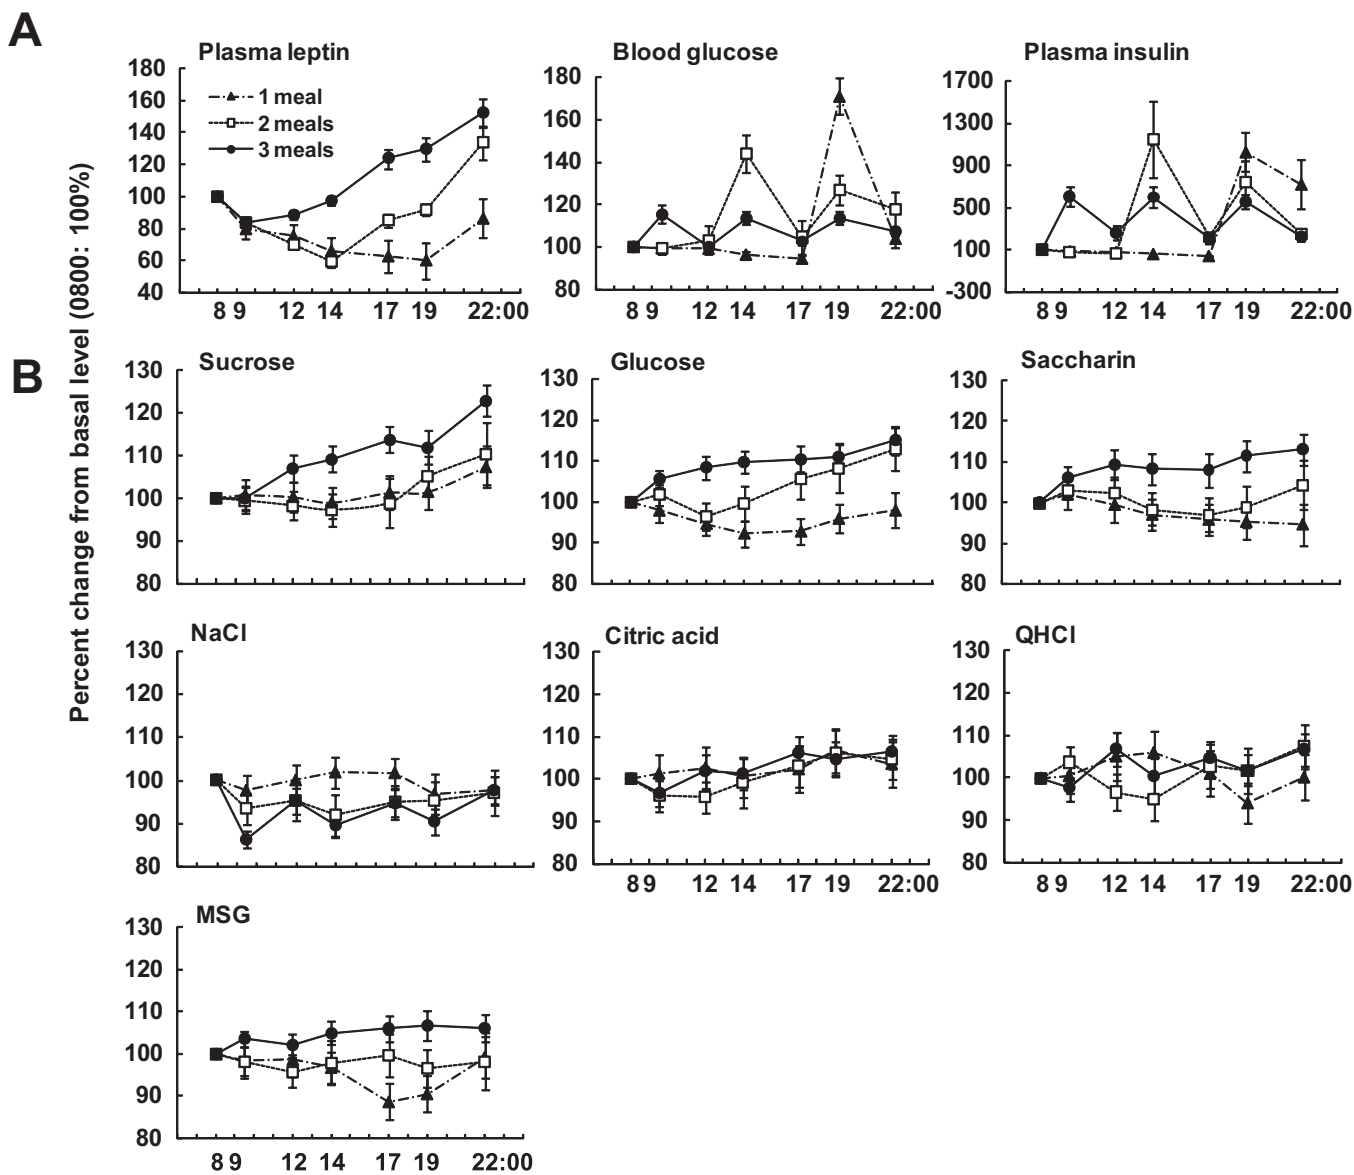 A
Plasma leptin
Blood glucose
Plasma insulin
180
160
140
120
100
80
60
40
1 meal
2 meals
3 meals
8 9 12 14 17 19 22:00
180
160
140
120
100
80
8 9 12 14 17 19 22:00
1700
1300
900
500
100
-300
8 9 12 14 17 19 22:00
Percent change from basal level (0800: 100%)
B
Sucrose
130
120
110
100
90
80
Glucose
130
120
110
100
90
80
Saccharin
130
120
110
100
90
80
NaCl
130
120
110
100
90
80
Citric acid
130
120
110
100
90
80
8 9 12 14 17 19 22:00
QHCl
130
120
110
100
90
80
8 9 12 14 17 19 22:00
MSG
130
120
110
100
90
80
8 9 12 14 17 19 22:00